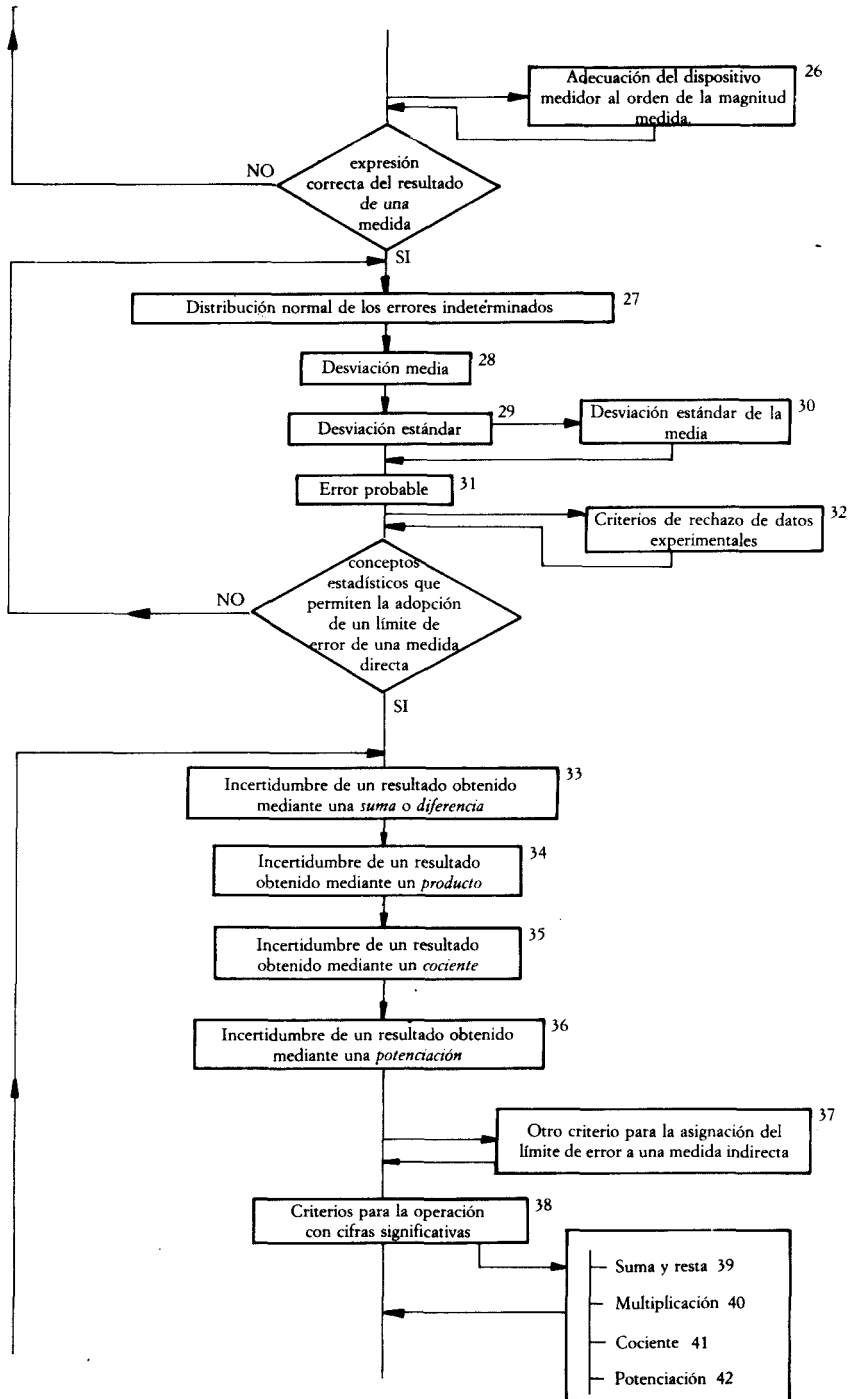 26
Adecuación del dispositivo
medidor al orden de la magnitud
medida.
NO
expresión
correcta del resultado
de una
medida
SI
Distribución normal de los errores indetérminados
27
Desviación media
28
Desviación estándar
29
Desviación estándar de la
media
30
Error probable
31
Criterios de rechazo de datos
experimentales
32
NO
conceptos
estadísticos que
permiten la adopción
de un límite de
error de una medida
directa
SI
Incertidumbre de un resultado obtenido
mediante una suma o diferencia
33
Incertidumbre de un resultado
obtenido mediante un producto
34
Incertidumbre de un resultado
obtenido mediante un cociente
35
Incertidumbre de un resultado obtenido
mediante una potenciación
36
Otro criterio para la asignación del
límite de error a una medida indirecta
37
Criterios para la operación
con cifras significativas
38
Suma y resta 39
Multiplicación 40
Cociente 41
Potenciación 42